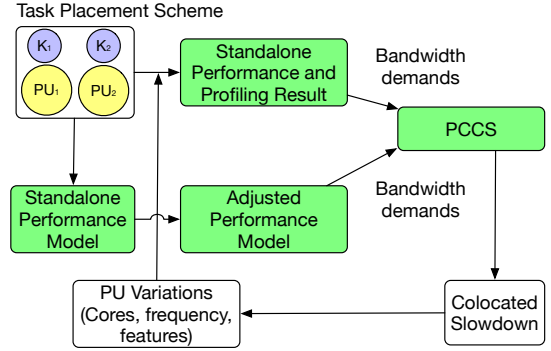 Task Placement Scheme
K1
K2
PU1
PU2
Standalone
Performance and
Profiling Result
Bandwidth
demands
PCCS
Standalone
Performance
Model
Adjusted
Performance
Model
Bandwidth
demands
PU Variations
(Cores, frequency,
features)
Colocated
Slowdown